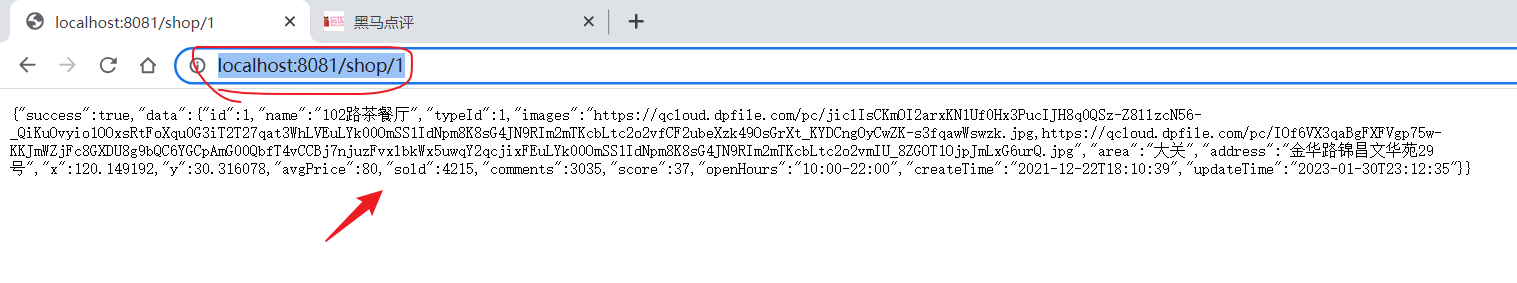 localhost:8081/shop/1
黑马点评
localhost:8081/shop/1
{"success":true,"data":{"id":1,"name":"102路茶餐厅","typeId":1,"images":"https://qcloud.dpfile.com/pc/jiclIsCKmOI2arxKN1Uf0Hx3PucIJH8q0QSz-Z8llzcN56-
_QiKuOvyio1OOxsRtFoXqu0G3iT2T27qat3WhLVEuLYk00OmSS1IdNpm8K8sG4JN9RIm2mTKcbLtc2o2vfCF2ubeXzk49OsGrXt_KYDCngOyCwZK-s3fqawWswzk.jpg,https://qcloud.dpfile.com/pc/IOf6VX3qaBgFXFVgp75w-
KKJmWZjFc8GXDU8g9bQC6YGCpAmG00QbfT4vCCBj7njuzFvxlbkWx5uwqY2qcjixFEuLYk00OmSS1IdNpm8K8sG4JN9RIm2mTKcbLtc2o2vmIU_8ZGOT1OjpJmLxG6urQ.jpg","area":"大关","address":"金华路锦昌文华苑29
号","x":120.149192,"y":30.316078,"avgPrice":80,"sold":4215,"comments":3035,"score":37,"openHours":"10:00-22:00","createTime":"2021-12-22T18:10:39","updateTime":"2023-01-30T23:12:35"}}